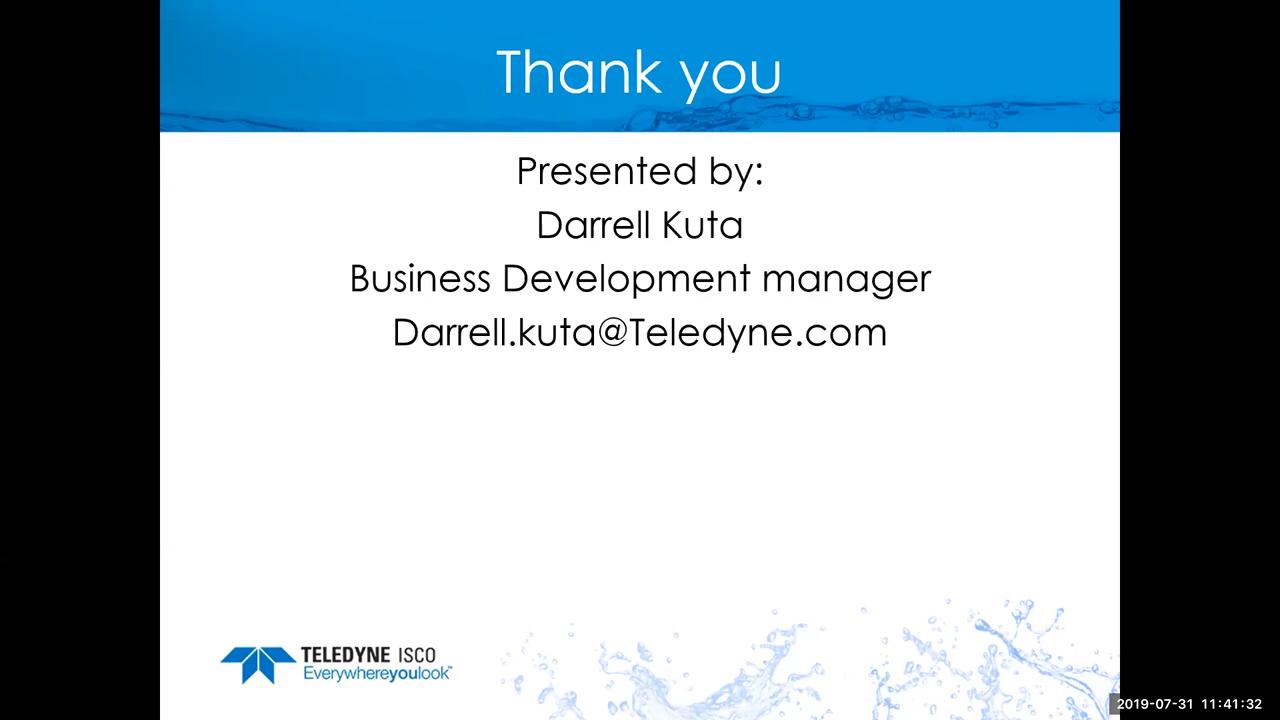 Thank you
Presented by:
Darrell Kuta
Business Development manager
Darrell.kuta@Teledyne.com
TELEDYNE ISCO
Everywhereyoulook™
2019-07-31 11:41:32